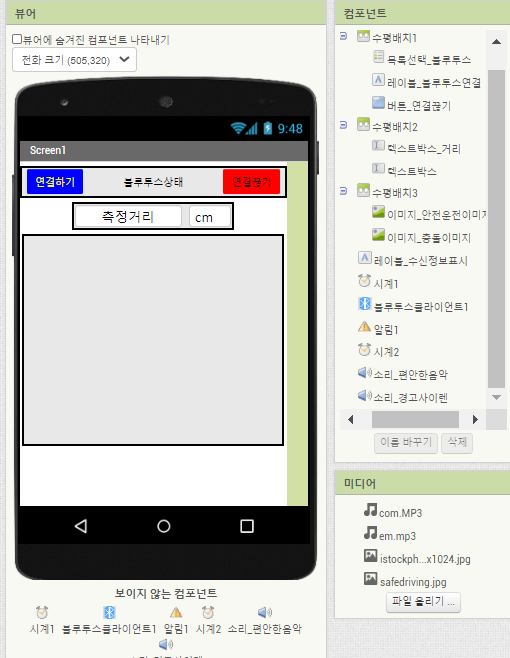 뷰어
뷰어에 숨겨진 컴포넌트 나타내기
전화 크기 (505,320)
9:48
Screen1
연결하기 블루투스상태 연결끊기
측정거리 cm
보이지 않는 컴포넌트
시계1 블루투스클라이언트1 알림1 시계2 소리_편안한음악
컴포넌트
수평배치1
목록선택_블루투스
레이블_블루투스연결
버튼_연결끊기
수평배치2
텍스트박스_거리
텍스트박스
수평배치3
이미지_안전운전이미지
이미지_충돌이미지
레이블_수신정보표시
시계1
블루투스클라이언트1
알림1
시계2
소리_편안한음악
소리_경고사이렌
이름 바꾸기 삭제
미디어
com.MP3
em.mp3
istockph...x1024.jpg
safedriving.jpg
파일 올리기 ...